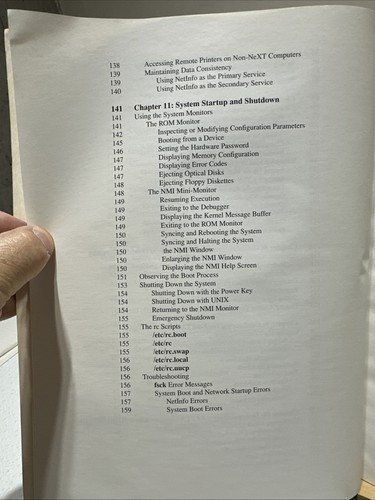 138 Accessing Remote Printers on Non-NeXT Computers
139 Maintaining Data Consistency
139 Using NetInfo as the Primary Service
140 Using NetInfo as the Secondary Service
141 Chapter 11: System Startup and Shutdown
141 Using the System Monitors
141 The ROM Monitor
142 Inspecting or Modifying Configuration Parameters
145 Booting from a Device
146 Setting the Hardware Password
147 Displaying Memory Configuration
147 Displaying Error Codes
147 Ejecting Optical Disks
148 Ejecting Floppy Diskettes
148 The NMI Mini-Monitor
149 Resuming Execution
149 Exiting to the Debugger
149 Displaying the Kernel Message Buffer
149 Exiting to the ROM Monitor
150 Syncing and Rebooting the System
150 Syncing and Halting the System
150 the NMI Window
150 Enlarging the NMI Window
150 Displaying the NMI Help Screen
151 Observing the Boot Process
153 Shutting Down the System
154 Shutting Down with the Power Key
154 Shutting Down with UNIX
154 Returning to the NMI Monitor
155 Emergency Shutdown
155 The rc Scripts
155 /etc/rc.boot
155 /etc/rc
155 /etc/rc.swap
156 /etc/rc.local
156 /etc/rc.uucp
156 Troubleshooting
156 fsck Error Messages
157 System Boot and Network Startup Errors
157 NetInfo Errors
159 System Boot Errors